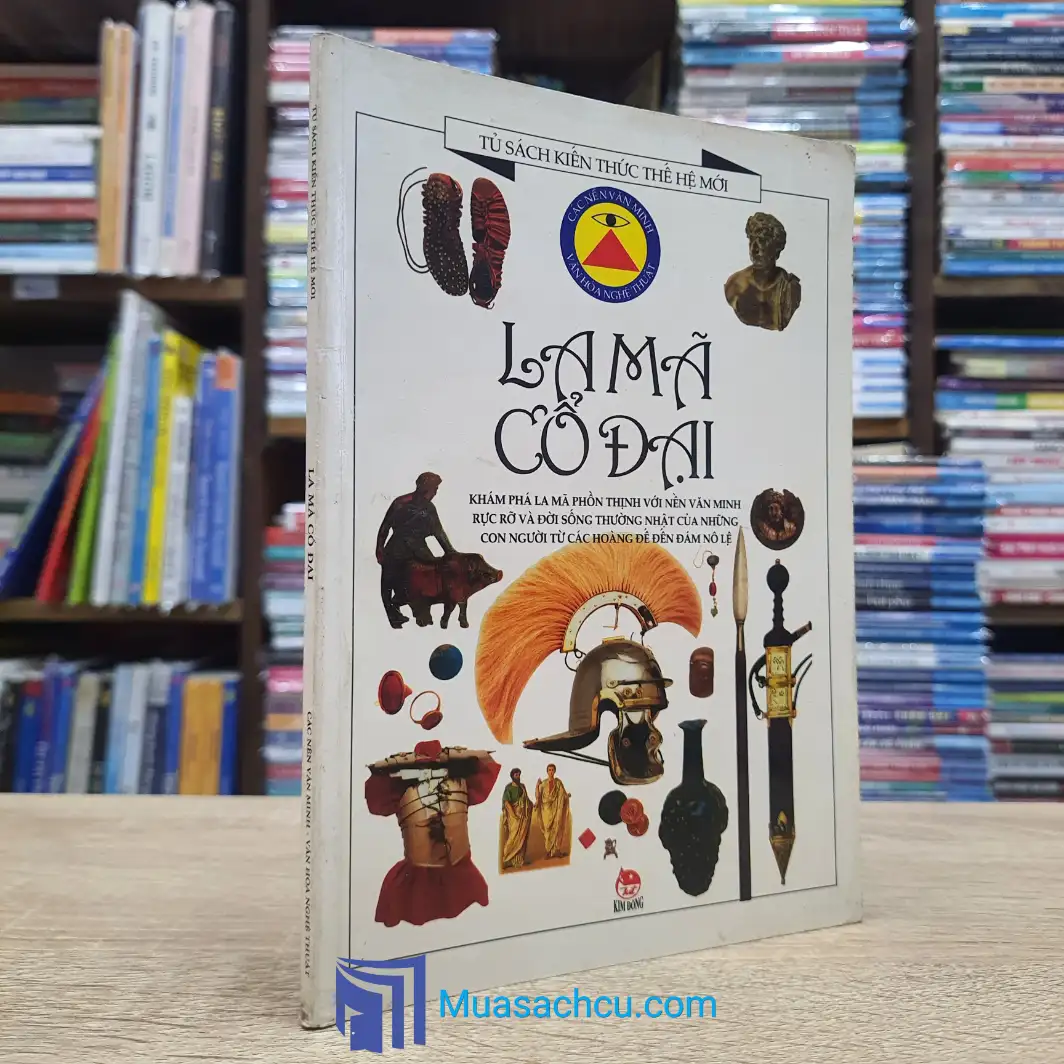 TỦ SÁCH KIẾN THỨC THẾ HỆ MỚI
CÁC NỀN VĂN MINH
VĂN HÓA NGHỆ THUẬT
LA MÃ
CỔ ĐẠI
KHÁM PHÁ LA MÃ PHỒN THỊNH VỚI NỀN VĂN MINH
RỰC RỠ VÀ ĐỜI SỐNG THƯỜNG NHẬT CỦA NHỮNG
CON NGƯỜI TỪ CÁC HOÀNG ĐẾ ĐẾN ĐÁM NÔ LỆ
KIM ĐỒNG
TỦ SÁCH KIẾN THỨC THẾ HỆ MỚI
LA MÃ CỔ ĐẠI
CÁC NỀN VĂN MINH - VĂN HÓA NGHỆ THUẬT
Muasachcu.com